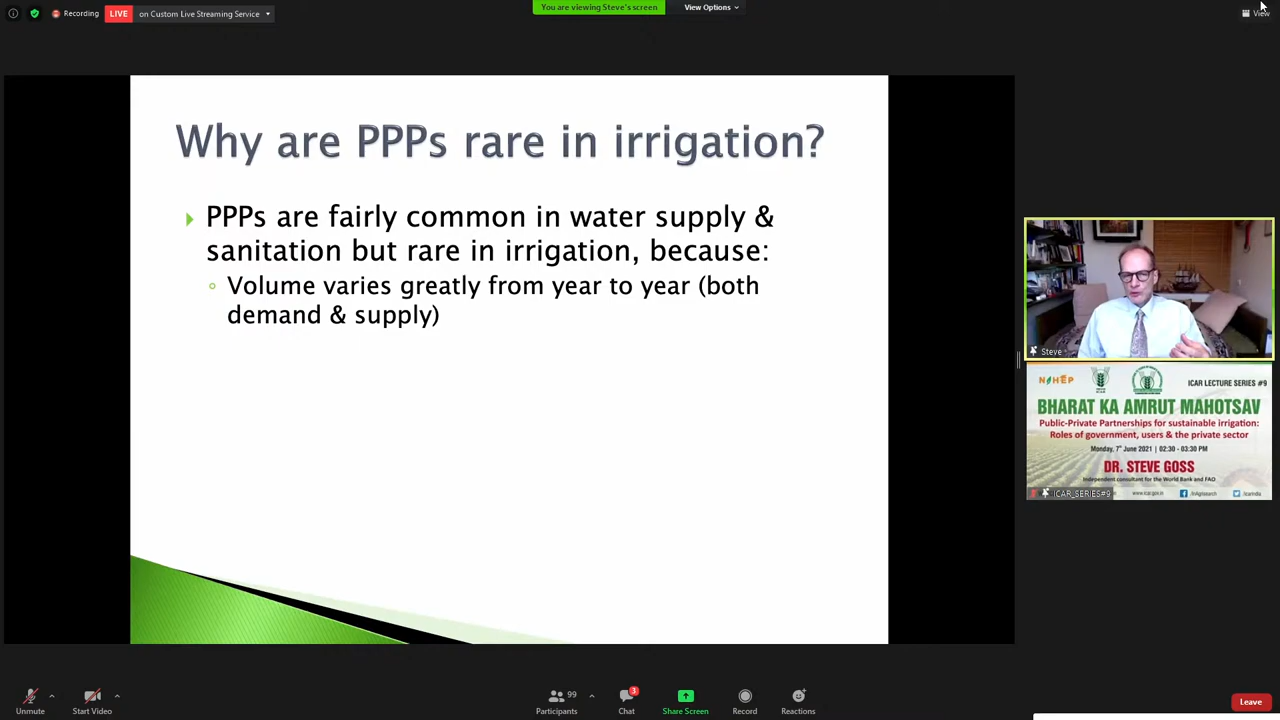 Recording
LIVE
on Custom Live Streaming Service
You are viewing Steve's screen
View Options
View
Why are PPPs rare in irrigation?
PPPs are fairly common in water supply &
sanitation but rare in irrigation, because:
Volume varies greatly from year to year (both
demand & supply)
Steve
ICAR LECTURE SERIES #9
BHARAT KA AMRUT MAHOTSAV
Public-Private Partnerships for sustainable irrigation:
Roles of government, users & the private sector
Monday, 7th June 2021 | 02:30 - 03:30 PM
DR. STEVE GOSS
Independent consultant for the World Bank and FAO
ICAR_SERIES#9
Unmute
Start Video
99
Participants
3
Chat
Share Screen
Record
Reactions
Leave